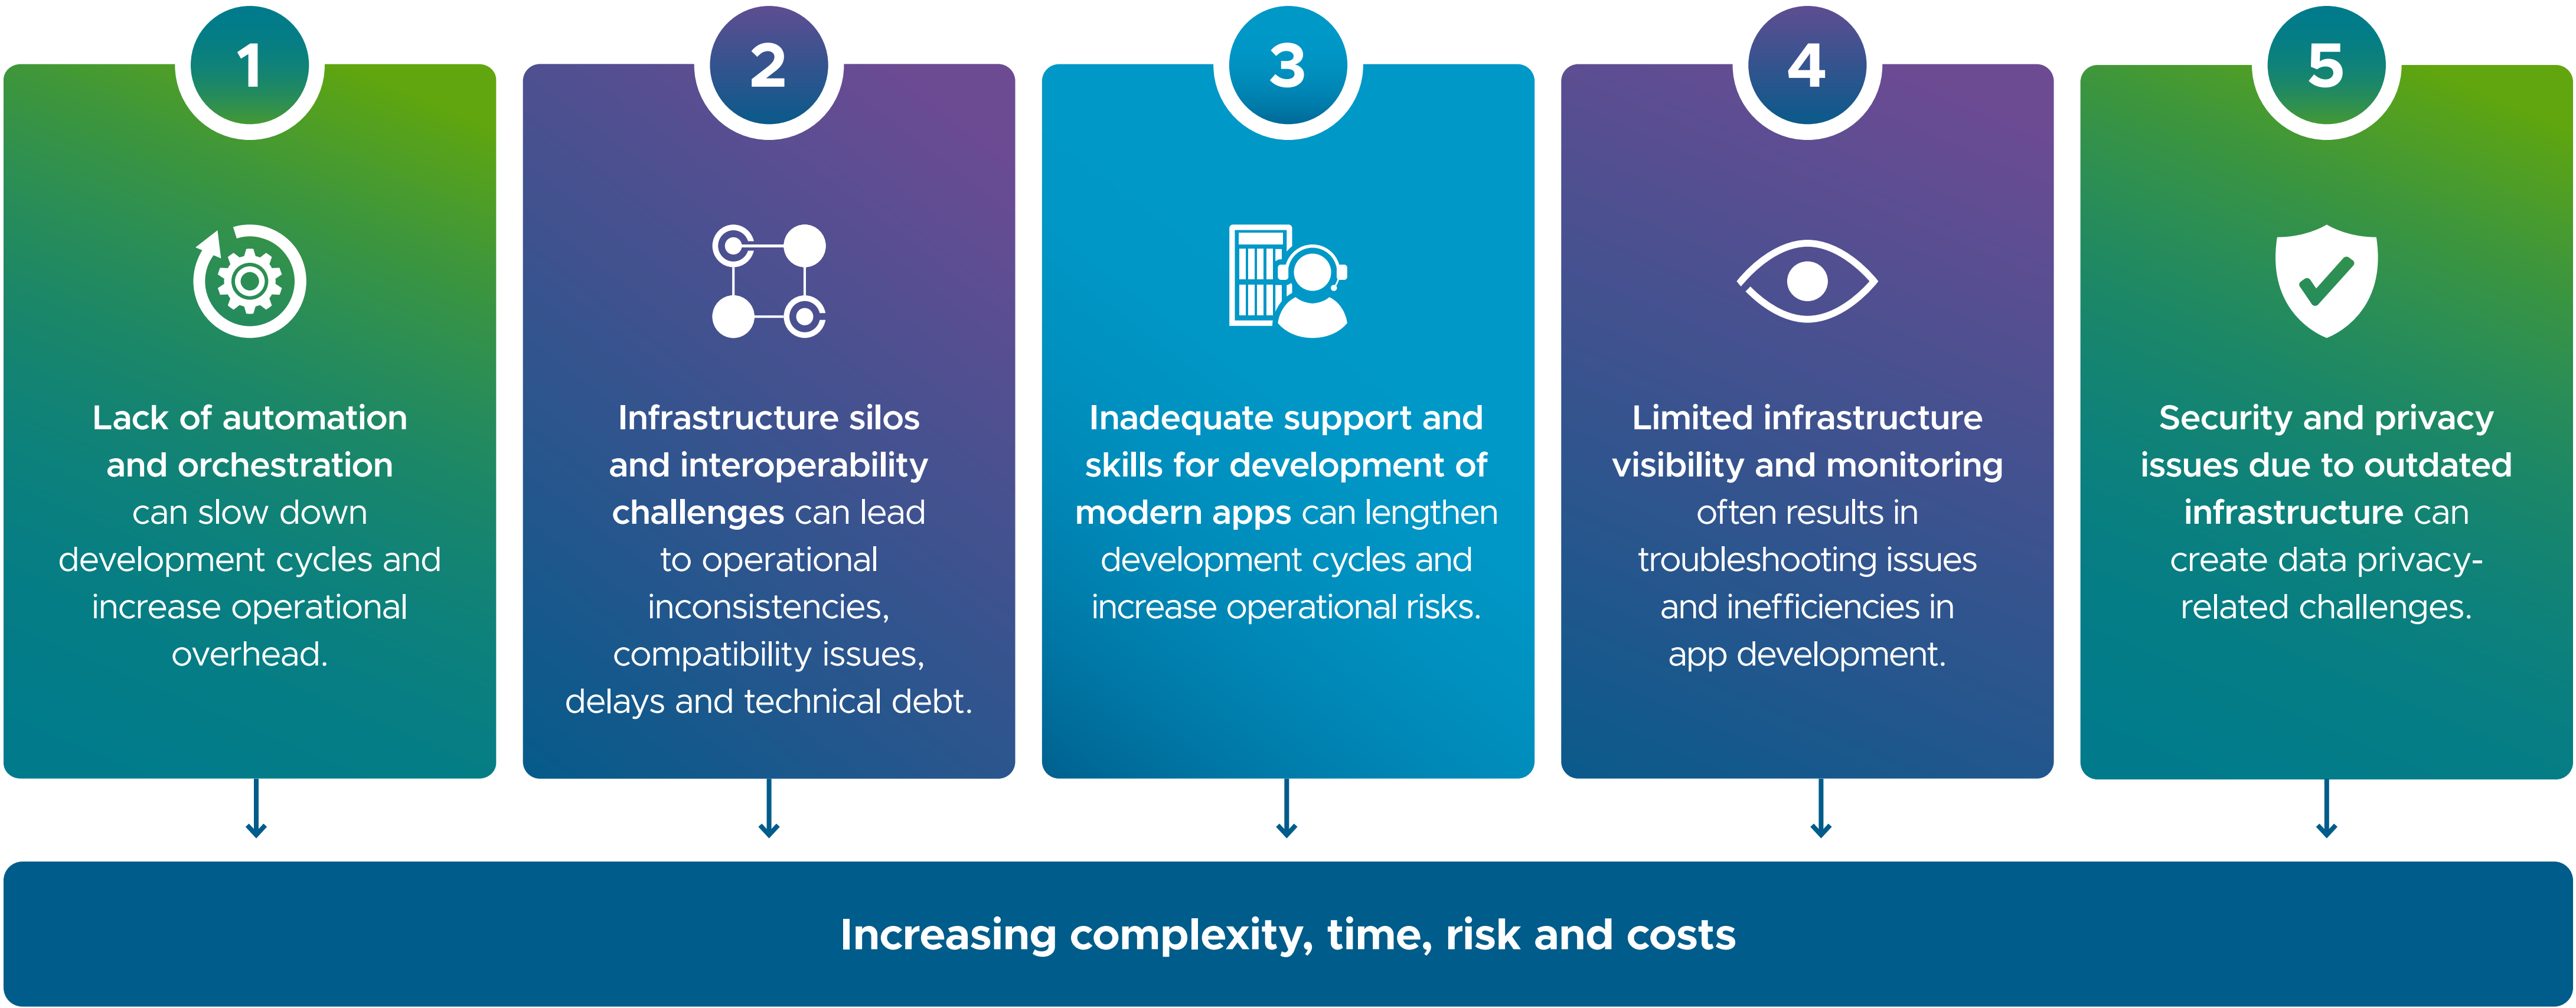 1
Lack of automation
and orchestration
can slow down
development cycles and
increase operational
overhead.
2
Infrastructure silos
and interoperability
challenges can lead
to operational
inconsistencies,
compatibility issues,
delays and technical debt.
3
Inadequate support and
skills for development of
modern apps can lengthen
development cycles and
increase operational risks.
4
Limited infrastructure
visibility and monitoring
often results in
troubleshooting issues
and inefficiencies in
app development.
5
Security and privacy
issues due to outdated
infrastructure can
create data privacy-
related challenges.
Increasing complexity, time, risk and costs